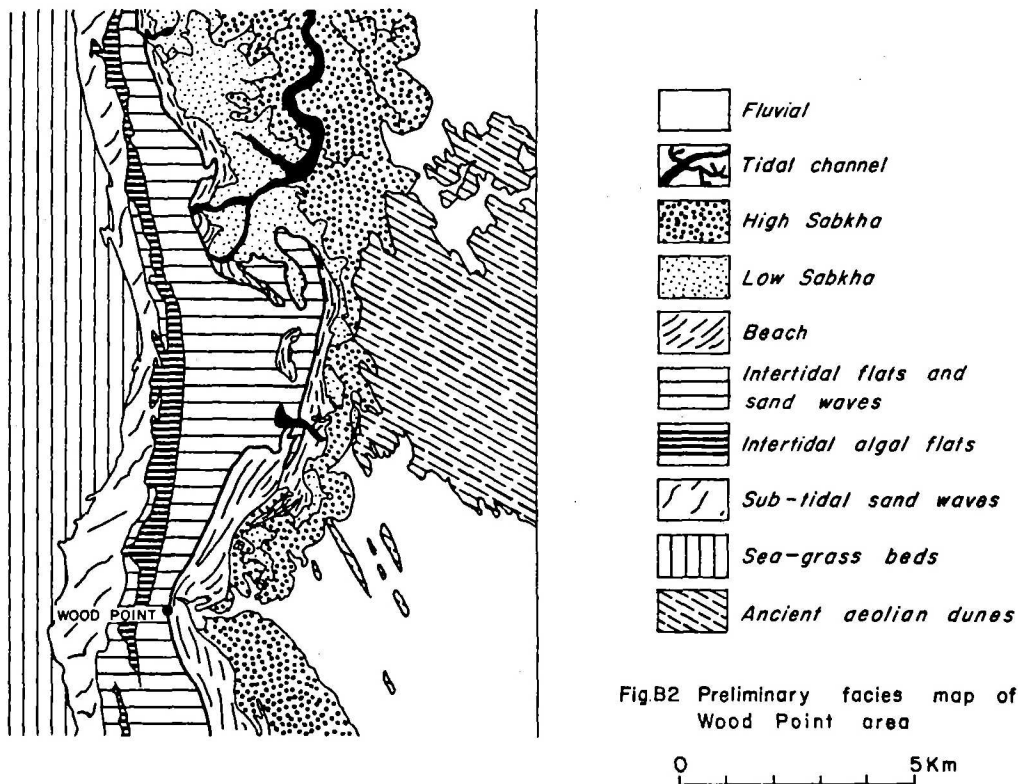 WOOD POINT
Fluvial
Tidal channel
High Sabkha
Low Sabkha
Beach
Intertidal flats and
sand waves
Intertidal algal flats
Sub-tidal sand waves
Sea-grass beds
Ancient aeolian dunes
Fig.B2 Preliminary facies map of
Wood Point area
0 5Km